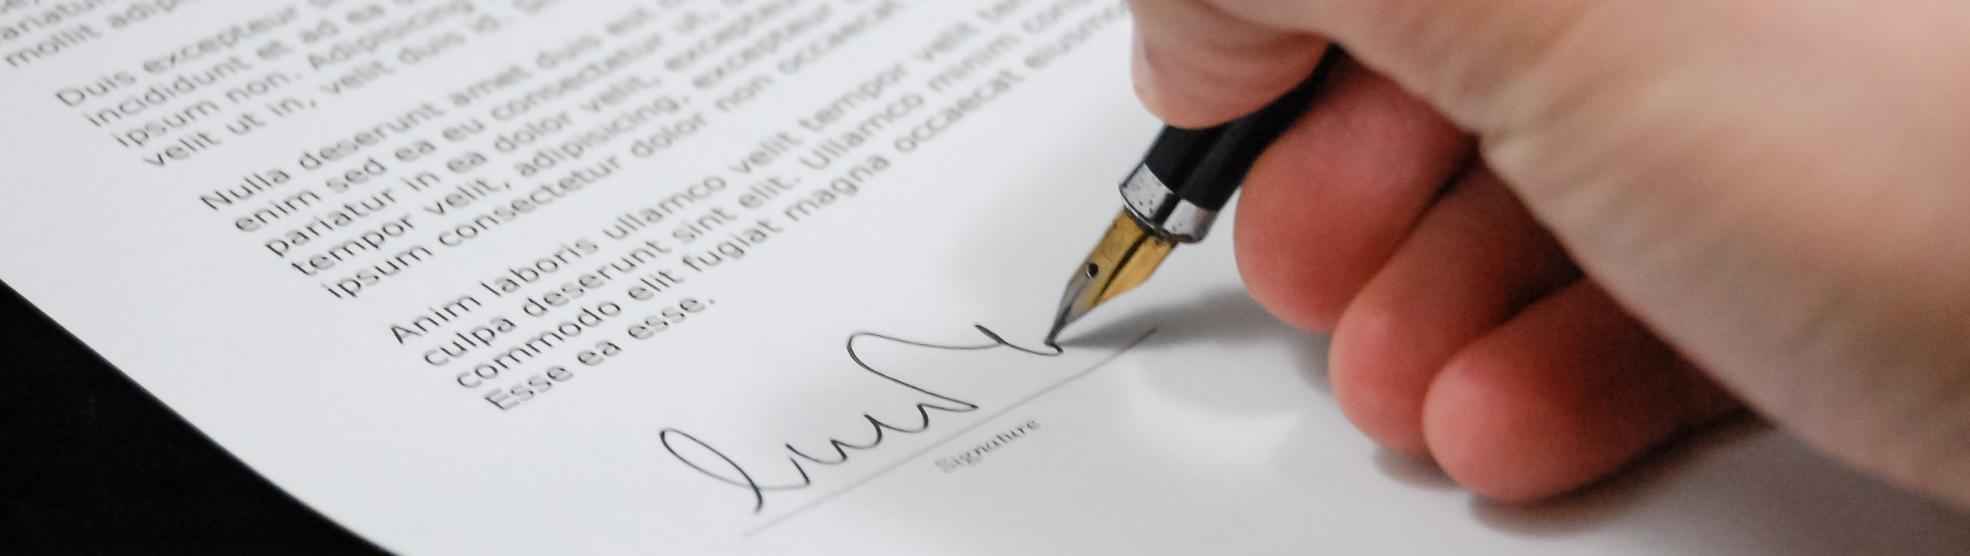 mollit adipi
Duis excepteur
incididunt et ad ea
ipsum non. Adipisicing
velit ut in, velit duis id.
Nulla deserunt amet duis est
enim sed ea eu consectetur ut,
pariatur in ea dolor velit, excepteur
tempor velit, adipisicing, excepteur
ipsum consectetur dolor non occaecat
Anim laboris ullamco velit tempor velit
culpa deserunt sint elit. Ullamco minim
commodo elit fugiat magna occaecat eiusmo
Esse ea esse.
Signature